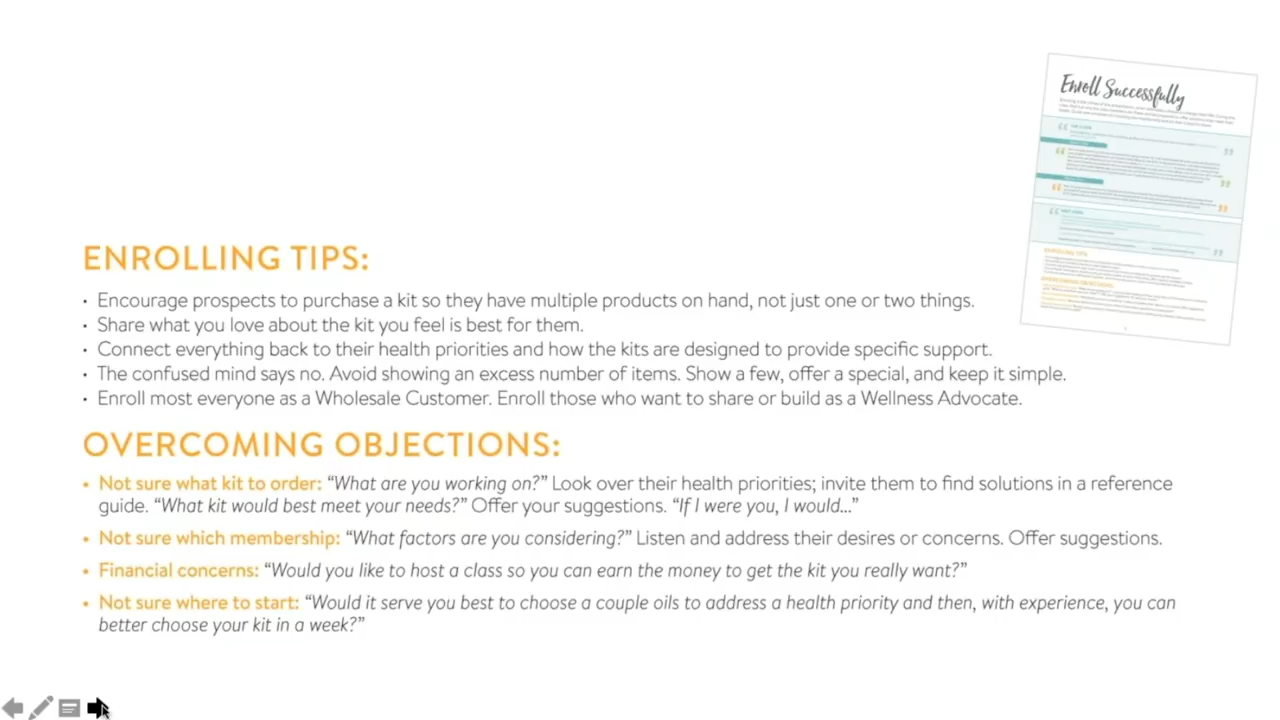 Enroll Successfully
ENROLLING TIPS:
• Encourage prospects to purchase a kit so they have multiple products on hand, not just one or two things.
• Share what you love about the kit you feel is best for them.
• Connect everything back to their health priorities and how the kits are designed to provide specific support.
• The confused mind says no. Avoid showing an excess number of items. Show a few, offer a special, and keep it simple.
• Enroll most everyone as a Wholesale Customer. Enroll those who want to share or build as a Wellness Advocate.
OVERCOMING OBJECTIONS:
• Not sure what kit to order: “What are you working on?” Look over their health priorities; invite them to find solutions in a reference
guide. “What kit would best meet your needs?” Offer your suggestions. “If I were you, I would...”
• Not sure which membership: “What factors are you considering?” Listen and address their desires or concerns. Offer suggestions.
• Financial concerns: “Would you like to host a class so you can earn the money to get the kit you really want?”
• Not sure where to start: “Would it serve you best to choose a couple oils to address a health priority and then, with experience, you can
better choose your kit in a week?”